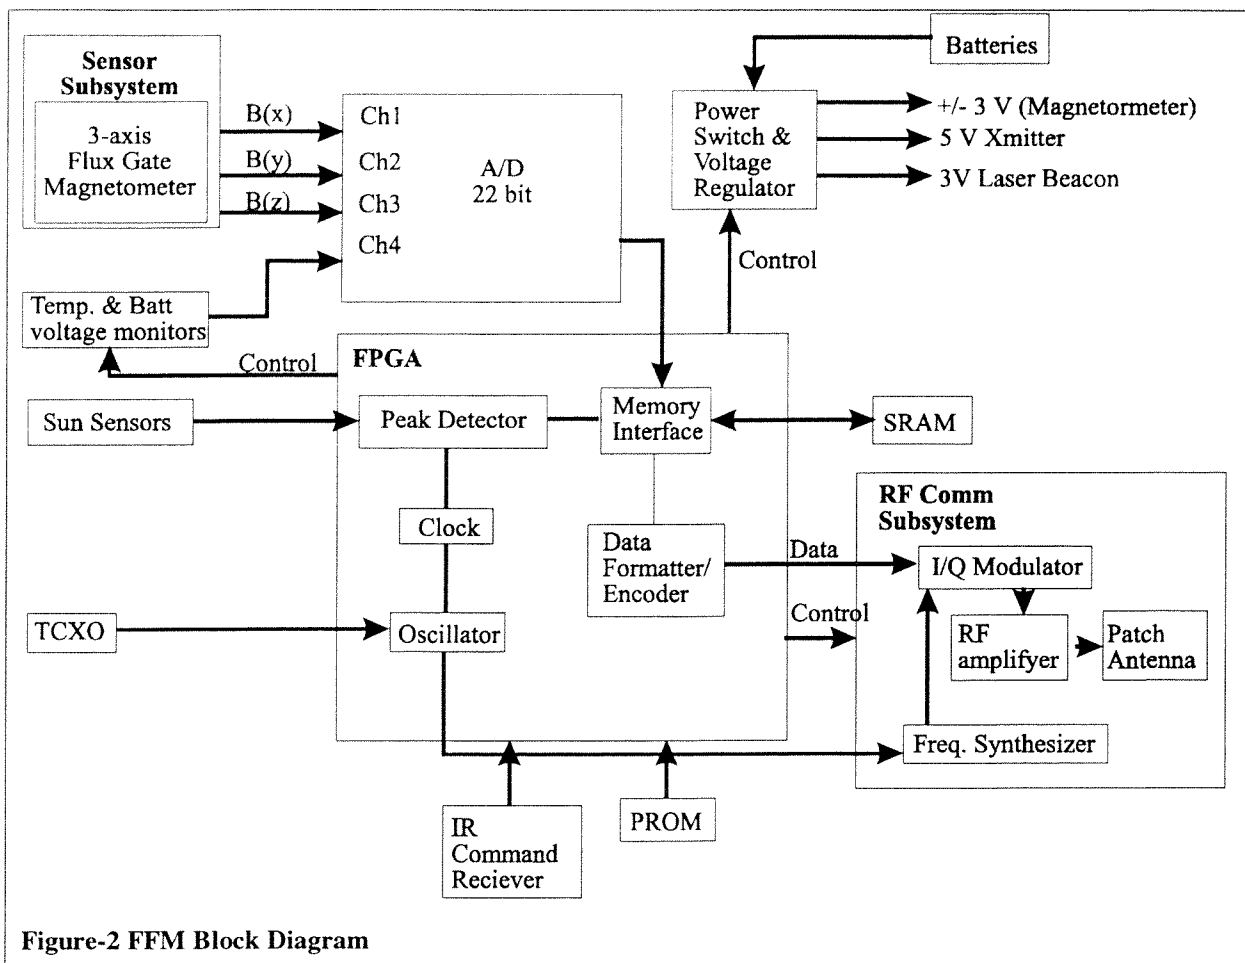 Sensor
Subsystem
3-axis
Flux Gate
Magnetometer
B(x)
B(y)
B(z)
Ch1
Ch2
Ch3
Ch4
A/D
22 bit
Batteries
Power
Switch &
Voltage
Regulator
+/- 3 V (Magnetormeter)
5 V Xmitter
3V Laser Beacon
Control
Temp. & Batt
voltage monitors
Control
FPGA
Sun Sensors
Peak Detector
Memory
Interface
SRAM
Clock
Data
Formatter/
Encoder
Data
RF Comm
Subsystem
I/Q Modulator
Control
TCXO
Oscillator
RF
amplifyer
Patch
Antenna
Freq. Synthesizer
IR
Command
Reciever
PROM
Figure-2 FFM Block Diagram